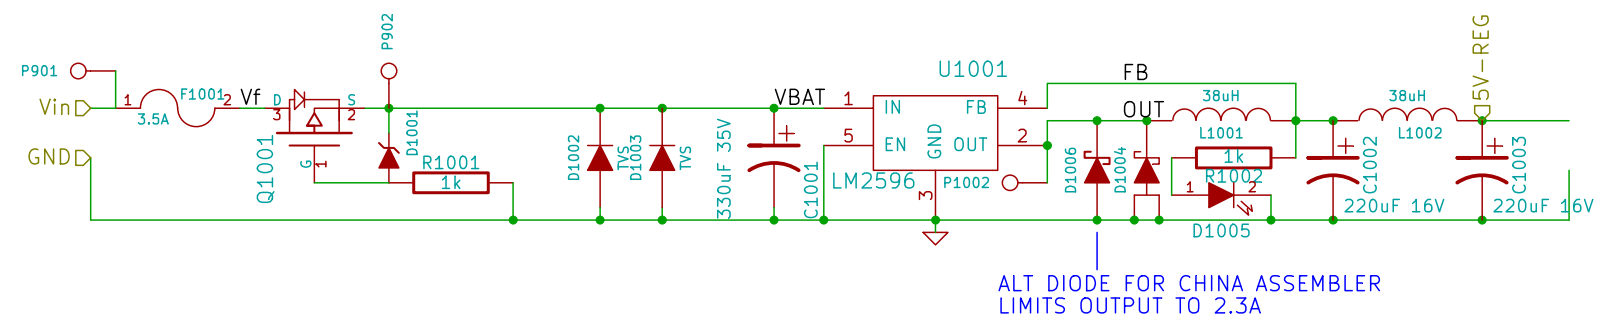 P901
Vin
GND
1
F1001
2
3.5A
Vf
D
3
S
2
G
1
Q1001
P902
D1001
R1001
1k
D1002
TVS
D1003
TVS
VBAT
330uF 35V
C1001
U1001
1
IN
FB
4
5
EN
GND
OUT
2
LM2596
3
P1002
FB
OUT
D1006
D1004
38uH
L1001
1k
R1002
1
2
D1005
C1002
220uF 16V
38uH
L1002
5V-REG
C1003
220uF 16V
ALT DIODE FOR CHINA ASSEMBLER
LIMITS OUTPUT TO 2.3A